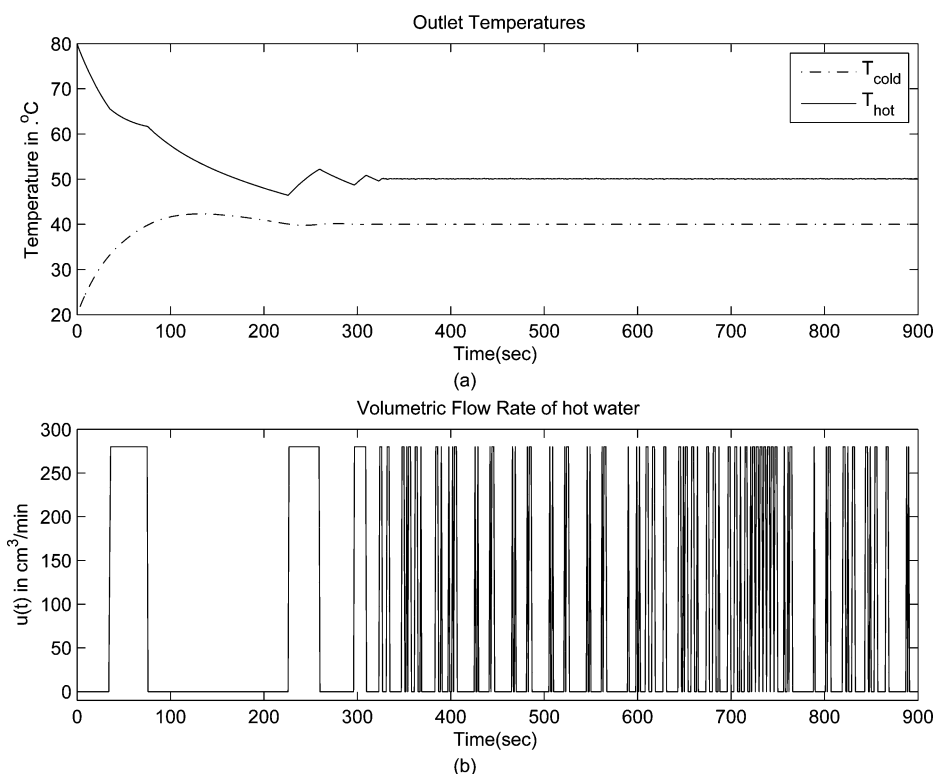 Outlet Temperatures
80
70
60
50
40
30
20
Temperature in .°C
T_cold
T_hot
0 100 200 300 400 500 600 700 800 900
Time(sec)
(a)
Volumetric Flow Rate of hot water
300
250
200
150
100
50
0
u(t) in cm³/min
0 100 200 300 400 500 600 700 800 900
Time(sec)
(b)